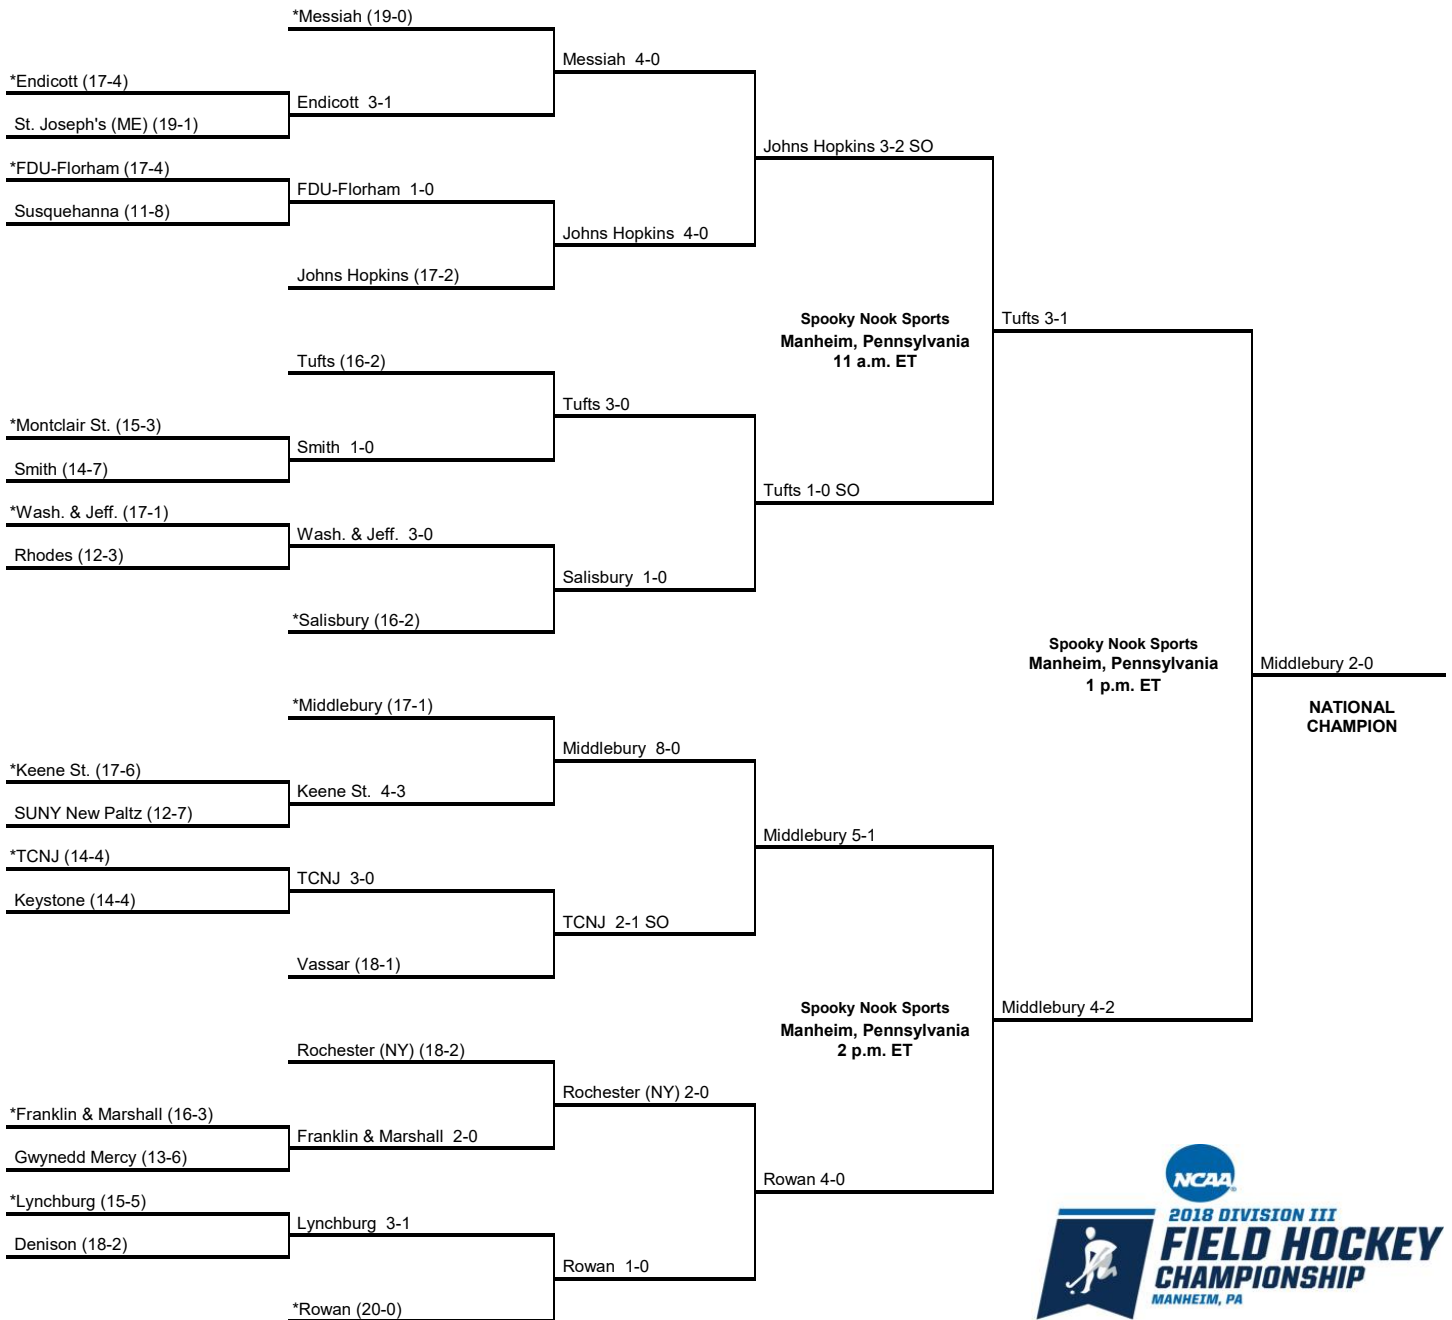 *Messiah (19-0)
*Endicott (17-4)
St. Joseph's (ME) (19-1)
*FDU-Florham (17-4)
Susquehanna (11-8)
Endicott 3-1
FDU-Florham 1-0
Johns Hopkins (17-2)
Messiah 4-0
Johns Hopkins 4-0
Johns Hopkins 3-2 SO
Tufts (16-2)
*Montclair St. (15-3)
Smith (14-7)
*Wash. & Jeff. (17-1)
Rhodes (12-3)
Smith 1-0
Wash. & Jeff. 3-0
*Salisbury (16-2)
Tufts 3-0
Salisbury 1-0
Tufts 1-0 SO
Spooky Nook Sports
Manheim, Pennsylvania
11 a.m. ET
Tufts 3-1
*Middlebury (17-1)
*Keene St. (17-6)
SUNY New Paltz (12-7)
*TCNJ (14-4)
Keystone (14-4)
Keene St. 4-3
TCNJ 3-0
Vassar (18-1)
Middlebury 8-0
TCNJ 2-1 SO
Middlebury 5-1
Rochester (NY) (18-2)
*Franklin & Marshall (16-3)
Gwynedd Mercy (13-6)
*Lynchburg (15-5)
Denison (18-2)
Franklin & Marshall 2-0
Lynchburg 3-1
*Rowan (20-0)
Rochester (NY) 2-0
Rowan 1-0
Rowan 4-0
Spooky Nook Sports
Manheim, Pennsylvania
2 p.m. ET
Middlebury 4-2
Spooky Nook Sports
Manheim, Pennsylvania
1 p.m. ET
Middlebury 2-0
NATIONAL
CHAMPION
NCAA
2018 DIVISION III
FIELD HOCKEY
CHAMPIONSHIP
MANHEIM, PA